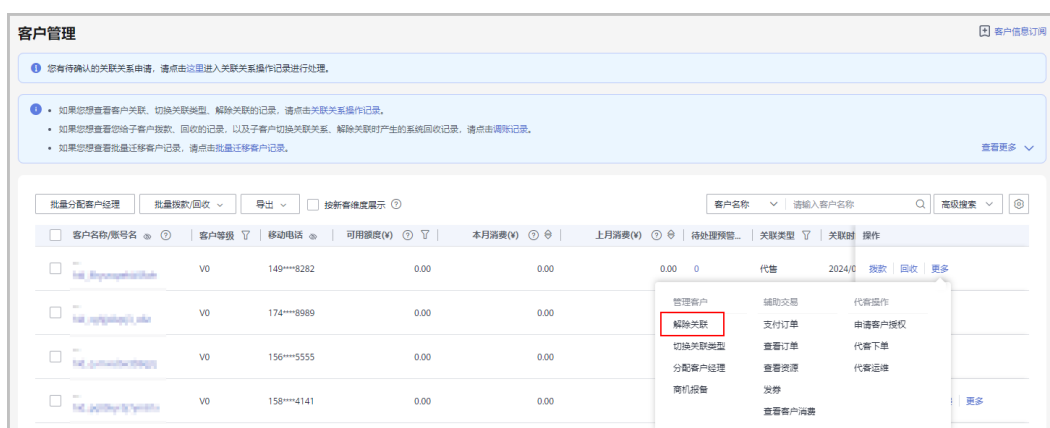 客户管理
客户信息订阅
您有待确认的关联关系申请，请点击这里进入关联关系操作记录进行处理。
• 如果您想查看客户关联、切换关联类型、解除关联的记录，请点击关联关系操作记录。
• 如果您想查看您给子客户拨款、回收的记录，以及子客户切换关联关系、解除关联时产生的系统回收记录，请点击调账记录。
• 如果您想查看批量迁移客户记录，请点击批量迁移客户记录。
查看更多
批量分配客户经理 批量拨款/回收 导出 按新客维度展示 客户名称 请输入客户名称 高级搜索
客户名称/账号名 客户等级 移动电话 可用额度(¥) 本月消费(¥) 上月消费(¥) 待处理预警... 关联类型 关联时 操作
V0 149****8282 0.00 0.00 0.00 0 代售 2024/0 拨款 回收 更多
V0 174****8989 0.00 0.00
V0 156****5555 0.00 0.00
V0 158****4141 0.00 0.00 更多
管理客户 辅助交易 代客操作
解除关联 支付订单 申请客户授权
切换关联类型 查看订单 代客下单
分配客户经理 查看资源 代客运维
商机报备 发券
查看客户消费